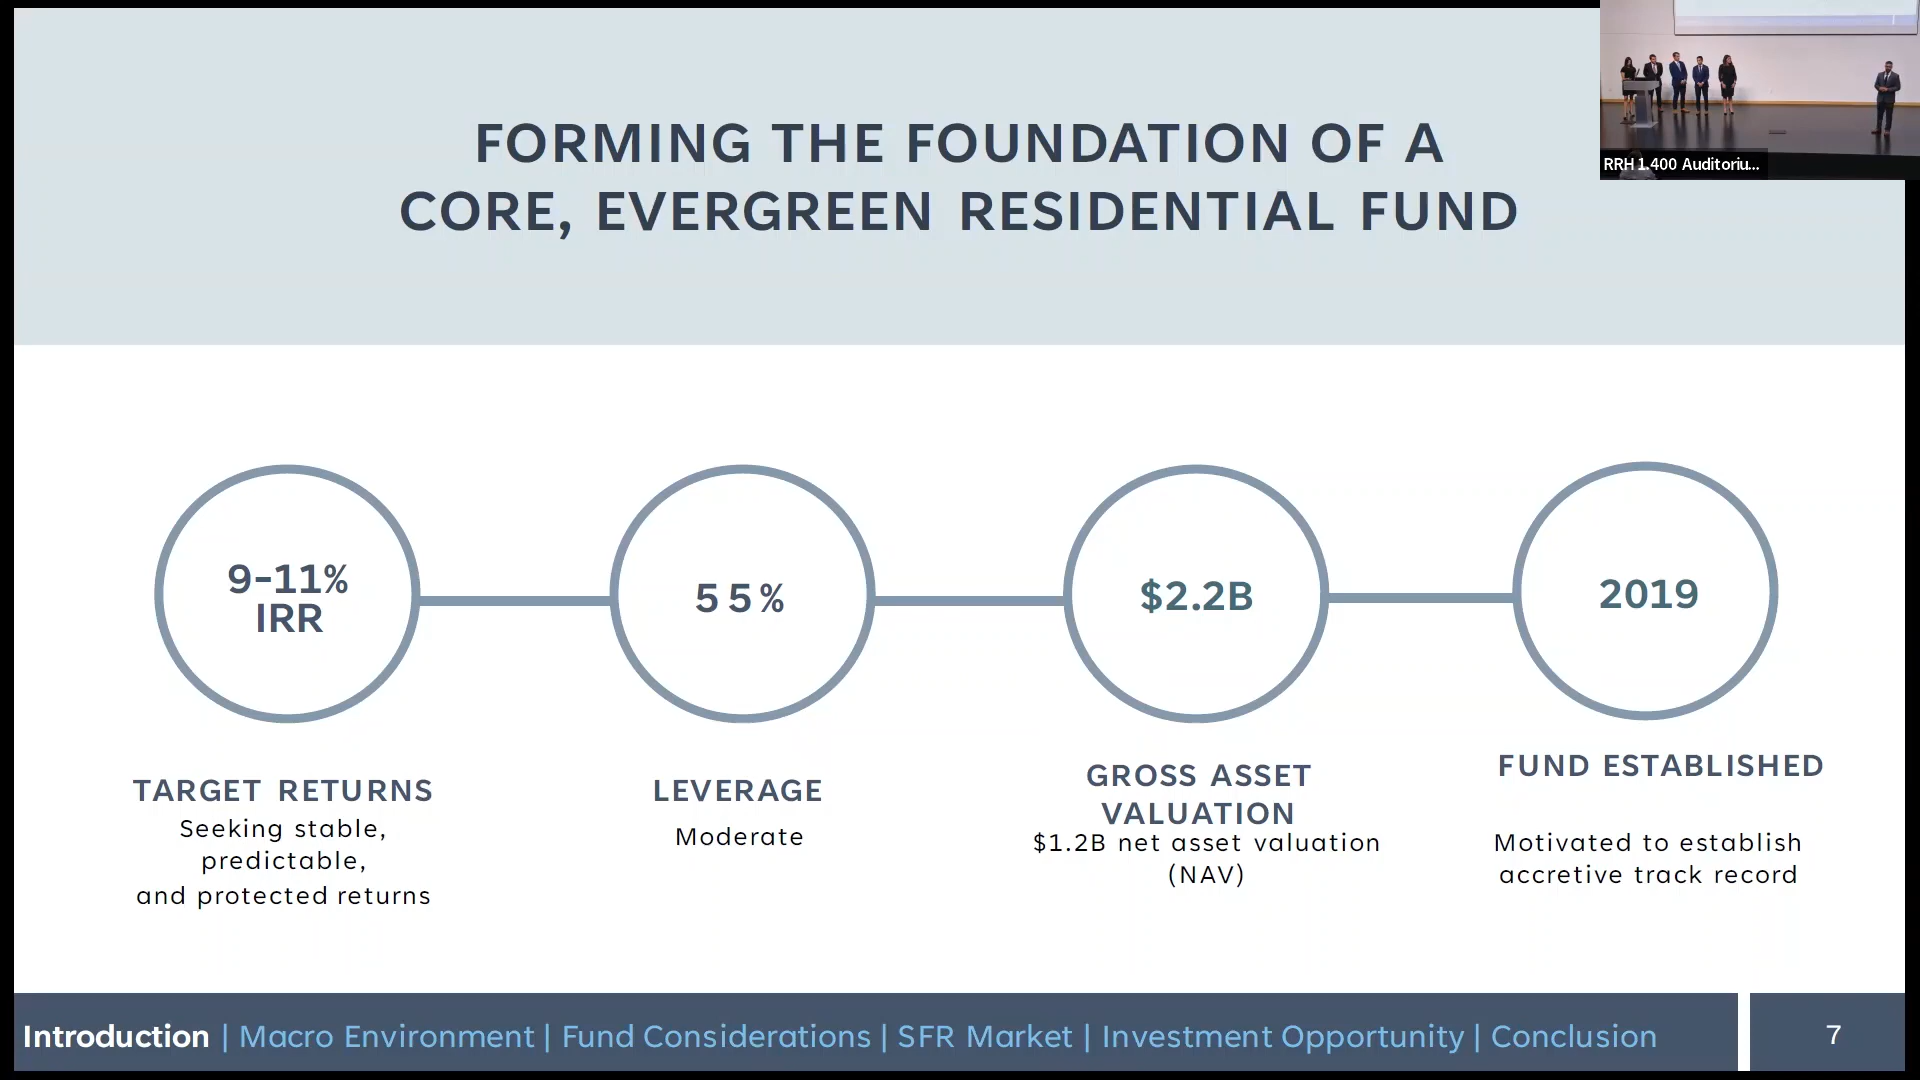 FORMING THE FOUNDATION OF A
CORE, EVERGREEN RESIDENTIAL FUND
RRH 1.400 Auditoriu...
9-11%
IRR
55%
$2.2B
2019
TARGET RETURNS
Seeking stable,
predictable,
and protected returns
LEVERAGE
Moderate
GROSS ASSET
VALUATION
$1.2B net asset valuation
(NAV)
FUND ESTABLISHED
Motivated to establish
accretive track record
Introduction | Macro Environment | Fund Considerations | SFR Market | Investment Opportunity | Conclusion
7